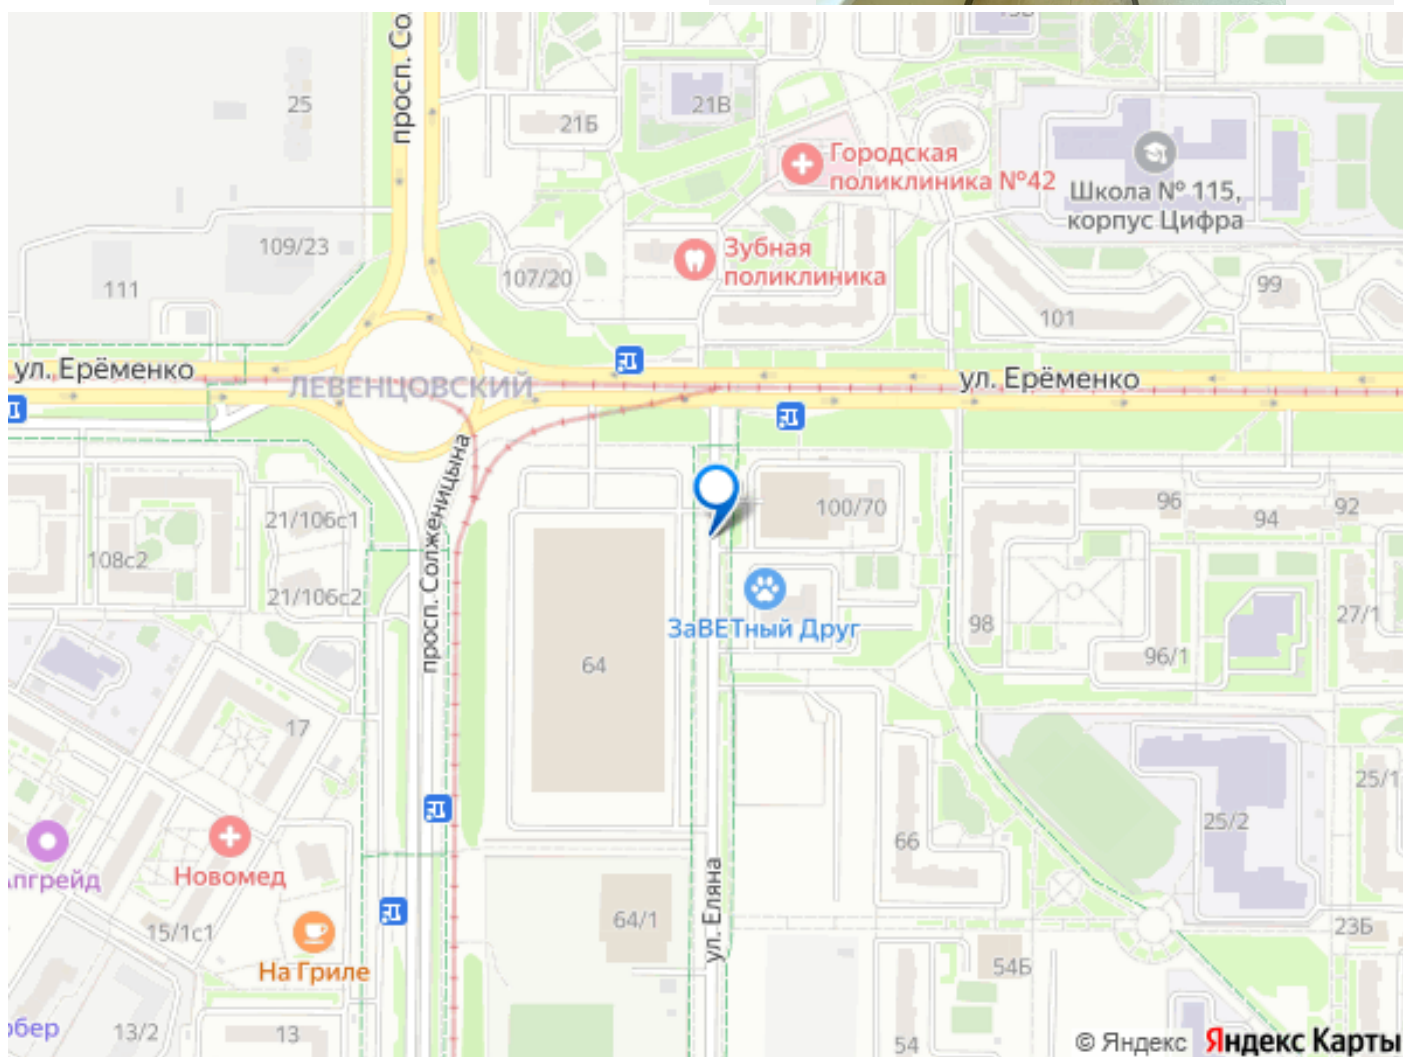 просп. Со
25
21Б
21В
Городская
поликлиника №42
Школа № 115,
корпус Цифра
109/23
111
107/20
Зубная
поликлиника
99
101
ул. Ерёменко
ЛЕВЕНЦОВСКИЙ
ул. Ерёменко
просп. Солженицына
21/106с1
108с2
21/106с2
100/70
96
94
92
ЗаВЕТный Друг
64
98
96/1
27/1
17
25/1
25/2
66
Новомед
15/1с1
На Гриле
64/1
ул. Еляна
23Б
54Б
13/2
13
54
© Яндекс
Яндекс Карты